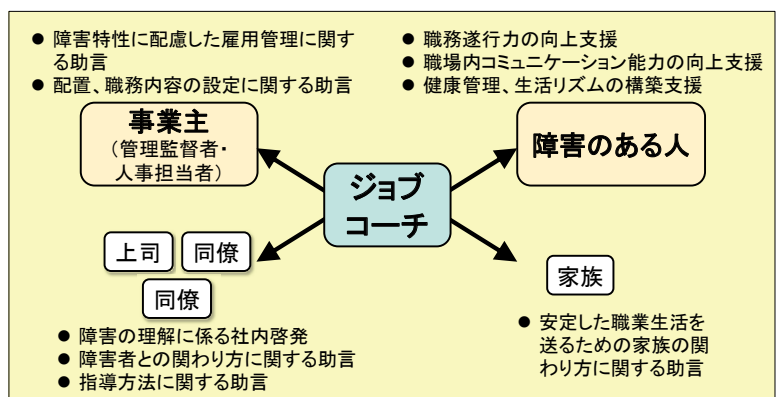 ● 障害特性に配慮した雇用管理に関す
る助言
● 配置、職務内容の設定に関する助言
● 職務遂行力の向上支援
● 職場内コミュニケーション能力の向上支援
● 健康管理、生活リズムの構築支援
事業主
（管理監督者・
人事担当者）
障害のある人
ジョブ
コーチ
上司
同僚
同僚
家族
● 障害の理解に係る社内啓発
● 障害者との関わり方に関する助言
● 指導方法に関する助言
● 安定した職業生活を
送るための家族の関
わり方に関する助言